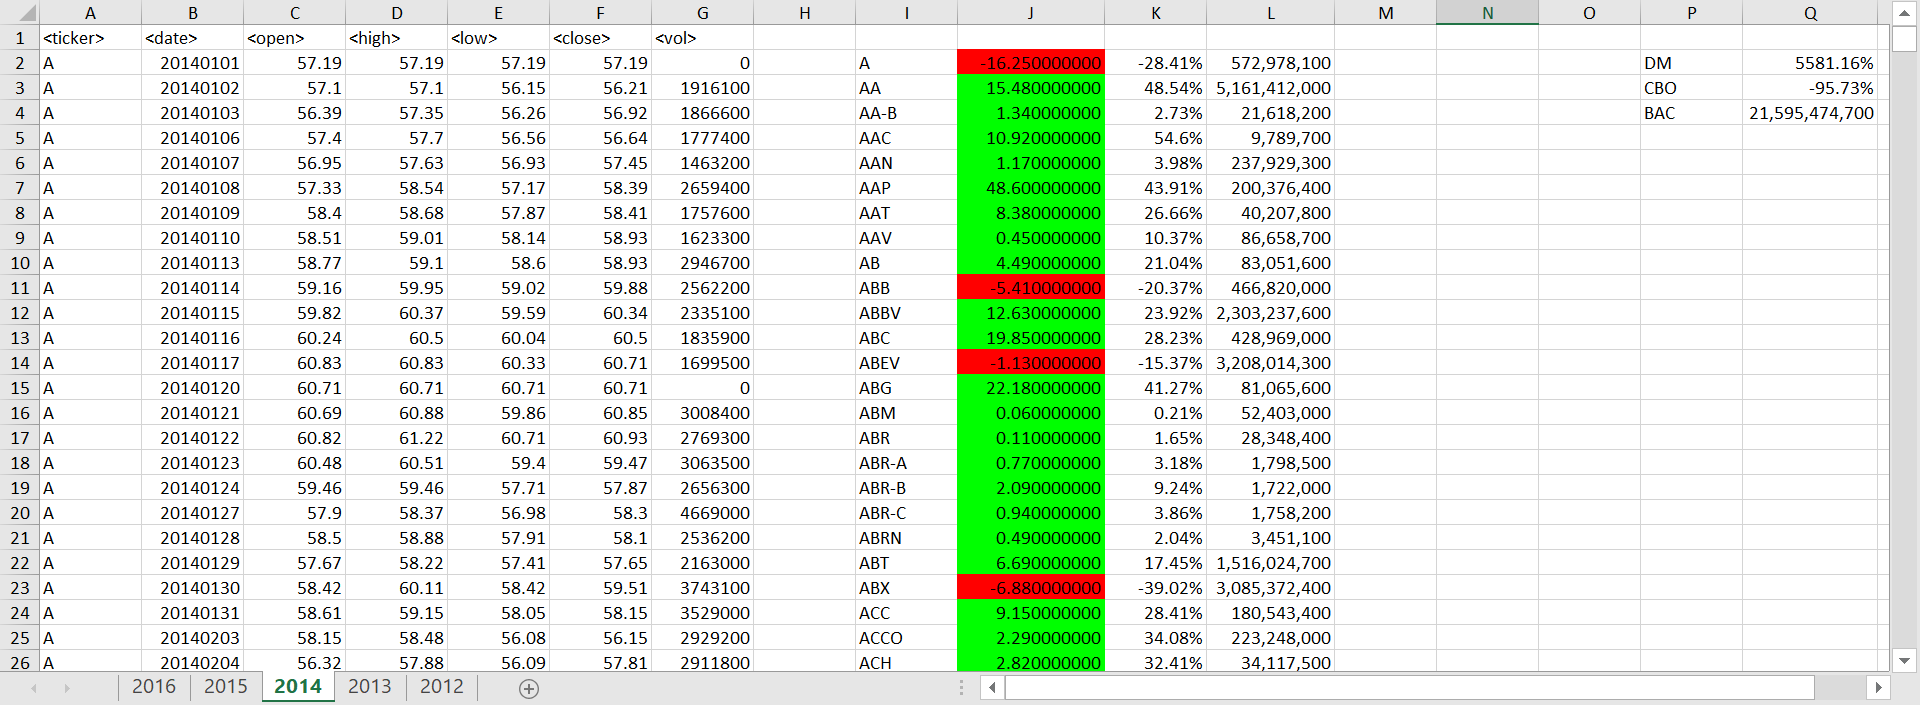 A B C D E F G H I J K L M N O P Q
1 <ticker> <date> <open> <high> <low> <close> <vol>
2 A 20140101 57.19 57.19 57.19 57.19 0 A -16.250000000 -28.41% 572,978,100 DM 5581.16%
3 A 20140102 57.1 57.1 56.15 56.21 1916100 AA 15.480000000 48.54% 5,161,412,000 CBO -95.73%
4 A 20140103 56.39 57.35 56.26 56.92 1866600 AA-B 1.340000000 2.73% 21,618,200 BAC 21,595,474,700
5 A 20140106 57.4 57.7 56.56 56.64 1777400 AAC 10.920000000 54.6% 9,789,700
6 A 20140107 56.95 57.63 56.93 57.45 1463200 AAN 1.170000000 3.98% 237,929,300
7 A 20140108 57.33 58.54 57.17 58.39 2659400 AAP 48.600000000 43.91% 200,376,400
8 A 20140109 58.4 58.68 57.87 58.41 1757600 AAT 8.380000000 26.66% 40,207,800
9 A 20140110 58.51 59.01 58.14 58.93 1623300 AAV 0.450000000 10.37% 86,658,700
10 A 20140113 58.77 59.1 58.6 58.93 2946700 AB 4.490000000 21.04% 83,051,600
11 A 20140114 59.16 59.95 59.02 59.88 2562200 ABB -5.410000000 -20.37% 466,820,000
12 A 20140115 59.82 60.37 59.59 60.34 2335100 ABBV 12.630000000 23.92% 2,303,237,600
13 A 20140116 60.24 60.5 60.04 60.5 1835900 ABC 19.850000000 28.23% 428,969,000
14 A 20140117 60.83 60.83 60.33 60.71 1699500 ABEV -1.130000000 -15.37% 3,208,014,300
15 A 20140120 60.71 60.71 60.71 60.71 0 ABG 22.180000000 41.27% 81,065,600
16 A 20140121 60.69 60.88 59.86 60.85 3008400 ABM 0.060000000 0.21% 52,403,000
17 A 20140122 60.82 61.22 60.71 60.93 2769300 ABR 0.110000000 1.65% 28,348,400
18 A 20140123 60.48 60.51 59.4 59.47 3063500 ABR-A 0.770000000 3.18% 1,798,500
19 A 20140124 59.46 59.46 57.71 57.87 2656300 ABR-B 2.090000000 9.24% 1,722,000
20 A 20140127 57.9 58.37 56.98 58.3 4669000 ABR-C 0.940000000 3.86% 1,758,200
21 A 20140128 58.5 58.88 57.91 58.1 2536200 ABRN 0.490000000 2.04% 3,451,100
22 A 20140129 57.67 58.22 57.41 57.65 2163000 ABT 6.690000000 17.45% 1,516,024,700
23 A 20140130 58.42 60.11 58.42 59.51 3743100 ABX -6.880000000 -39.02% 3,085,372,400
24 A 20140131 58.61 59.15 58.05 58.15 3529000 ACC 9.150000000 28.41% 180,543,400
25 A 20140203 58.15 58.48 56.08 56.15 2929200 ACCO 2.290000000 34.08% 223,248,000
26 A 20140204 56.32 57.88 56.09 57.81 2911800 ACH 2.820000000 32.41% 34,117,500
2016 2015 2014 2013 2012